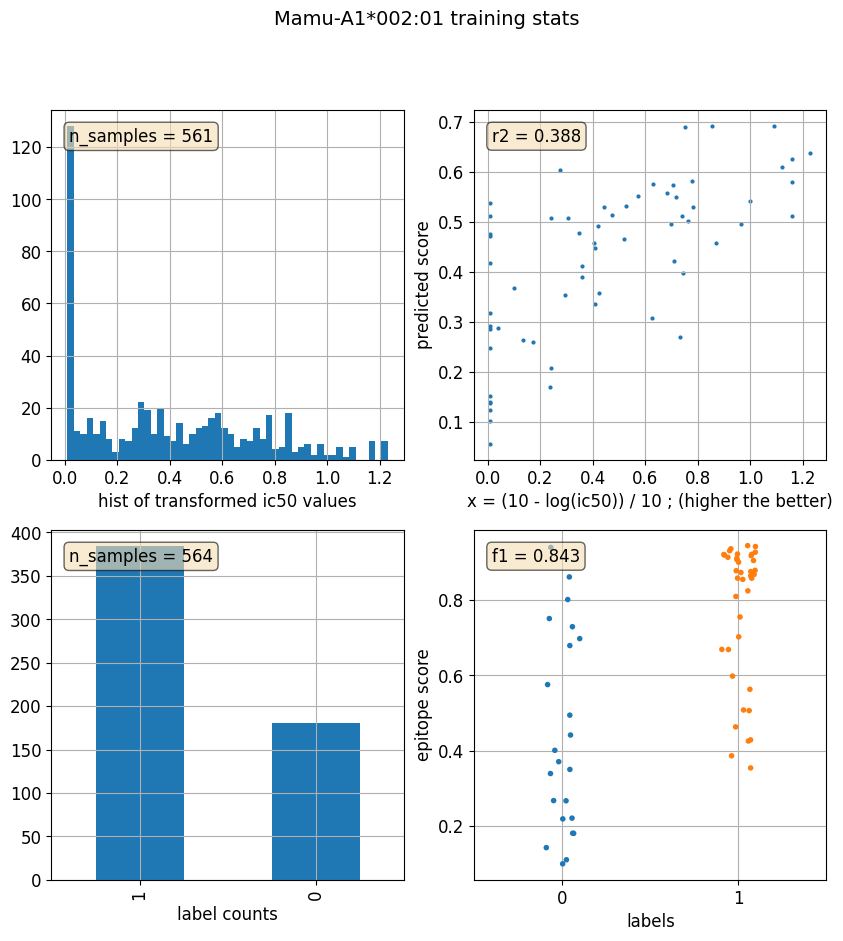 Mamu-A1*002:01 training stats
n_samples = 561
120
100
80
60
40
20
0
0.0 0.2 0.4 0.6 0.8 1.0 1.2
hist of transformed ic50 values
r2 = 0.388
0.7
0.6
0.5
0.4
0.3
0.2
0.1
predicted score
0.0 0.2 0.4 0.6 0.8 1.0 1.2
x = (10 - log(ic50)) / 10 ; (higher the better)
n_samples = 564
400
350
300
250
200
150
100
50
0
1 0
label counts
f1 = 0.843
0.8
0.6
0.4
0.2
epitope score
0 1
labels